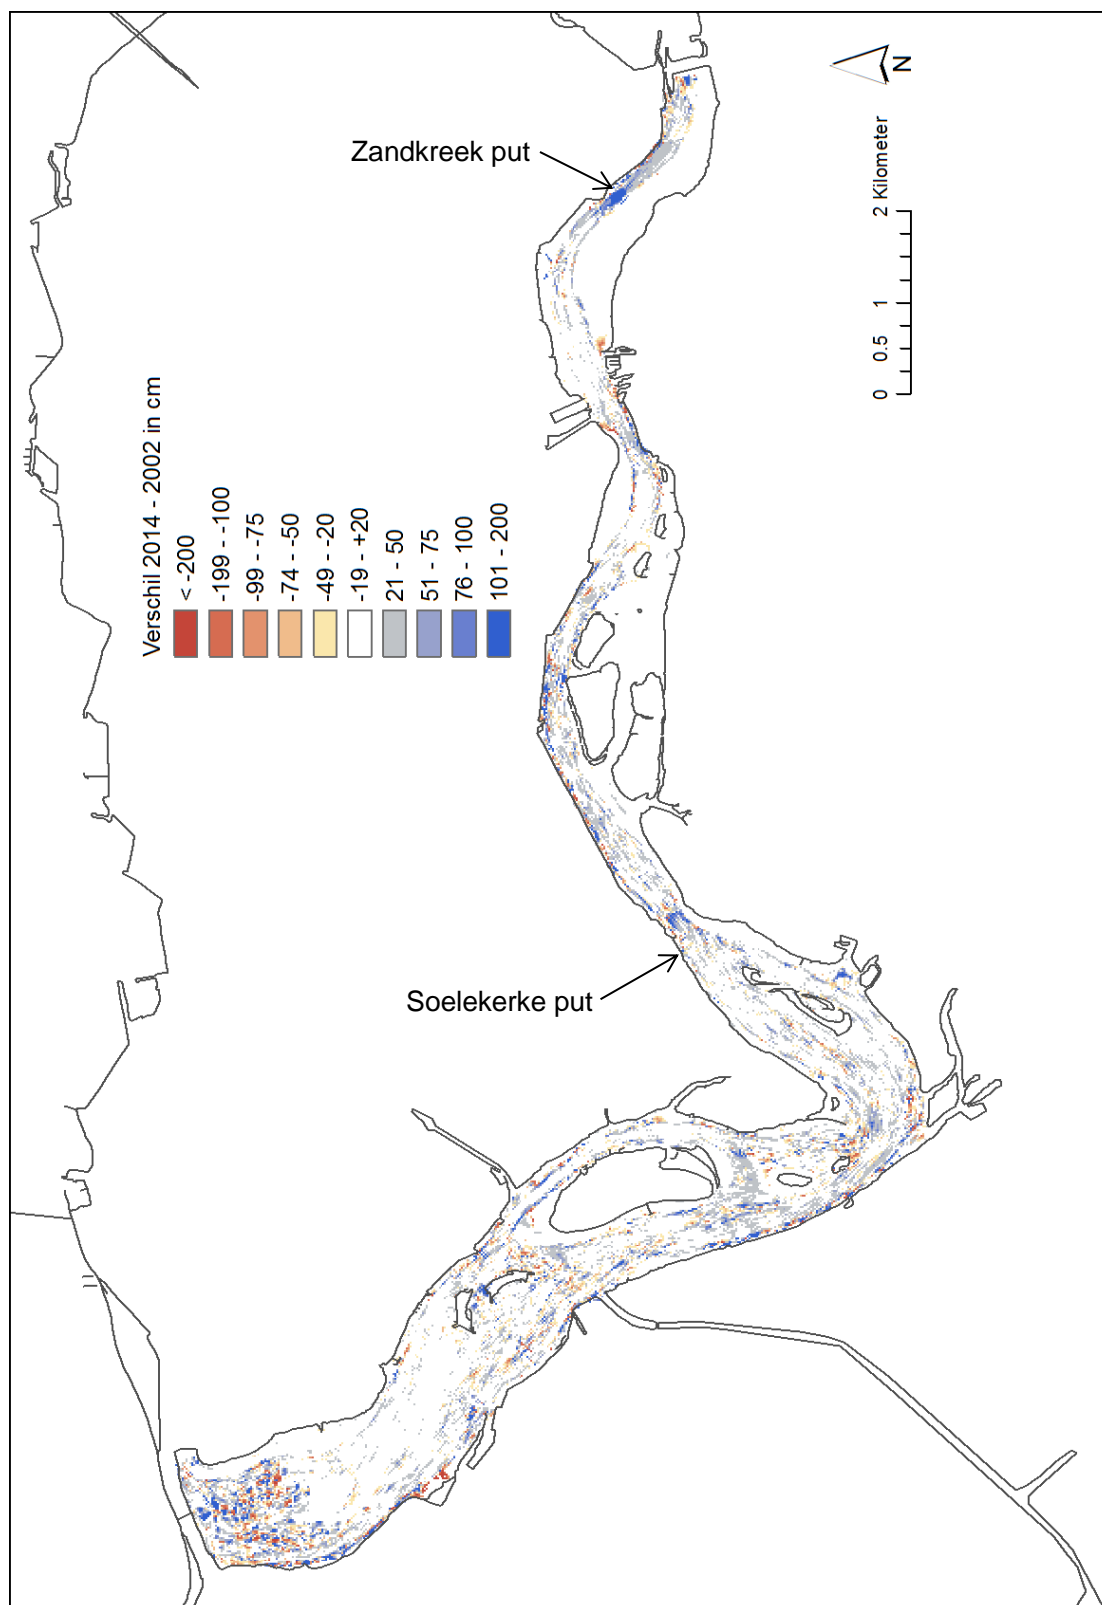 Zandkreek put
Soelekerke put
Verschil 2014 - 2002 in cm
< -200
-199 - -100
-99 - -75
-74 - -50
-49 - -20
-19 - +20
21 - 50
51 - 75
76 - 100
101 - 200
0 0.5 1 2 Kilometer
N